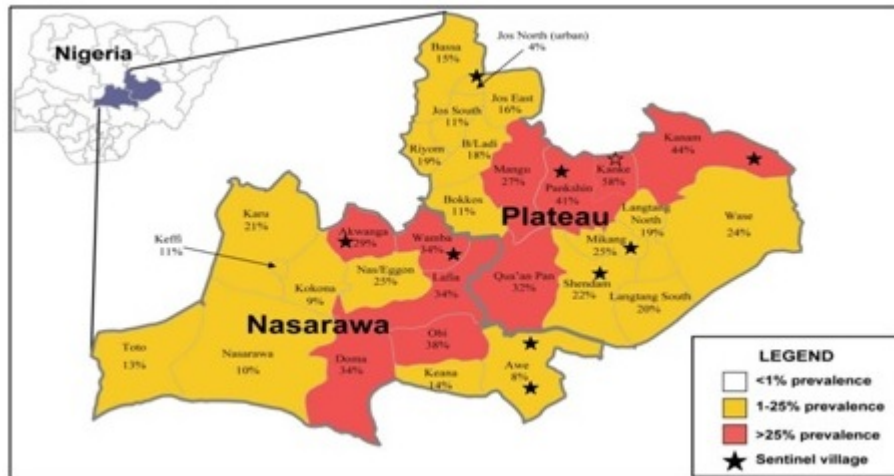 Nigeria
Jos North (urban)
4%
Bassa
15%
Jos East
16%
Jos South
11%
B/Ladi
18%
Riyom
19%
Mangu
27%
Kanam
44%
Kanke
58%
Pankshin
41%
Bokkos
11%
Plateau
Langtang
North
19%
Wase
24%
Mikang
25%
Karu
21%
Akwanga
29%
Wamba
34%
Keffi
11%
Nas/Eggon
25%
Lafia
34%
Qua'an Pan
32%
Shendam
22%
Langtang South
20%
Kokona
9%
Nasarawa
Obi
38%
Toto
13%
Nasarawa
10%
Doma
34%
Keana
14%
Awe
8%
LEGEND
<1% prevalence
1-25% prevalence
>25% prevalence
Sentinel village